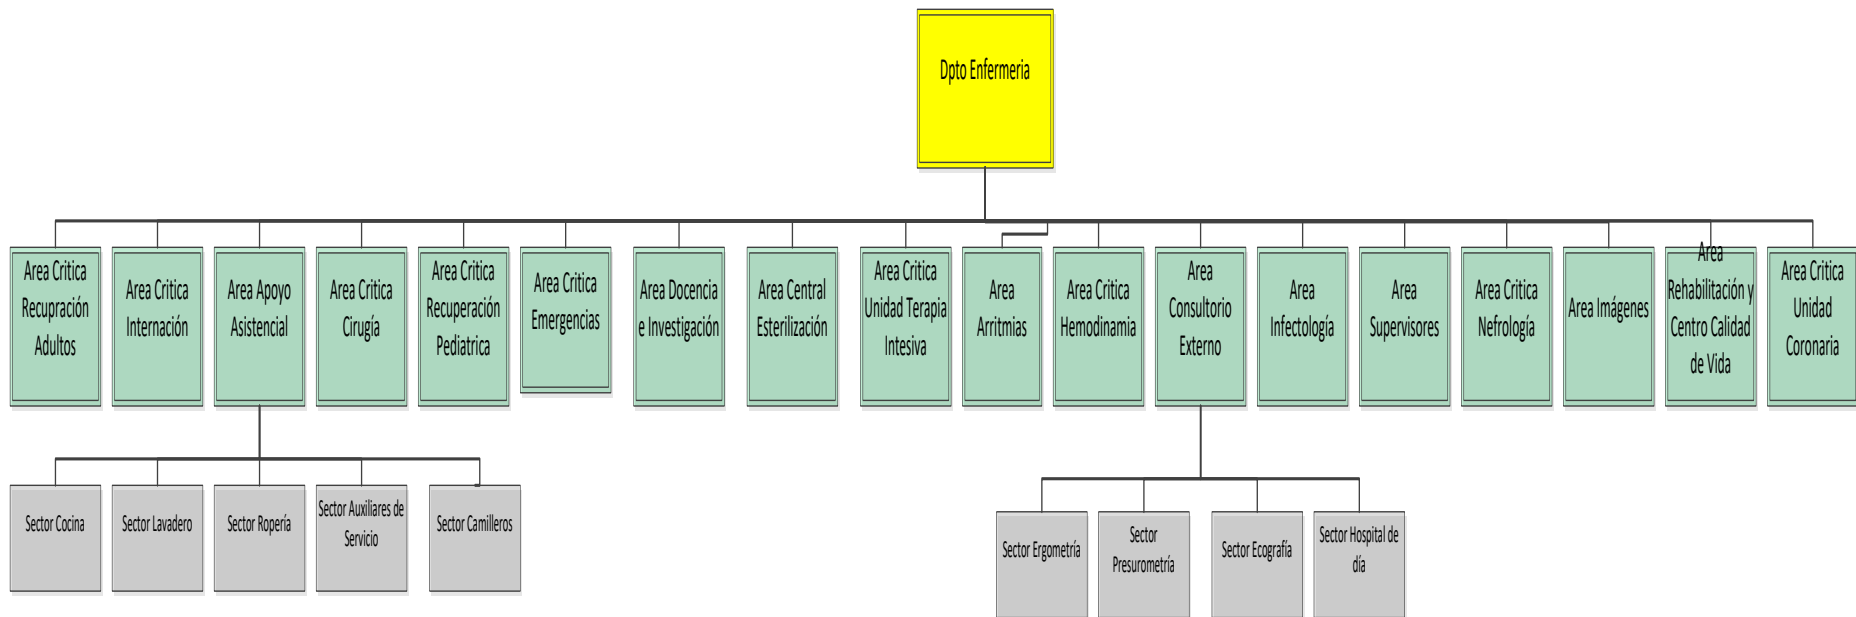 Dpto Enfermeria
Area Critica
Recupración
Adultos
Area Critica
Internación
Area Apoyo
Asistencial
Area Critica
Cirugía
Area Critica
Recuperación
Pediatrica
Area Critica
Emergencias
Area Docencia
e Investigación
Area Central
Esterilización
Area Critica
Unidad Terapia
Intesiva
Area
Arritmias
Area Critica
Hemodinamia
Area
Consultorio
Externo
Area
Infectología
Area
Supervisores
Area Critica
Nefrología
Area Imágenes
Area
Rehabilitación y
Centro Calidad
de Vida
Area Critica
Unidad
Coronaria
Sector Cocina
Sector Lavadero
Sector Ropería
Sector Auxiliares de
Servicio
Sector Camilleros
Sector Ergometría
Sector
Presurometría
Sector Ecografía
Sector Hospital de
día